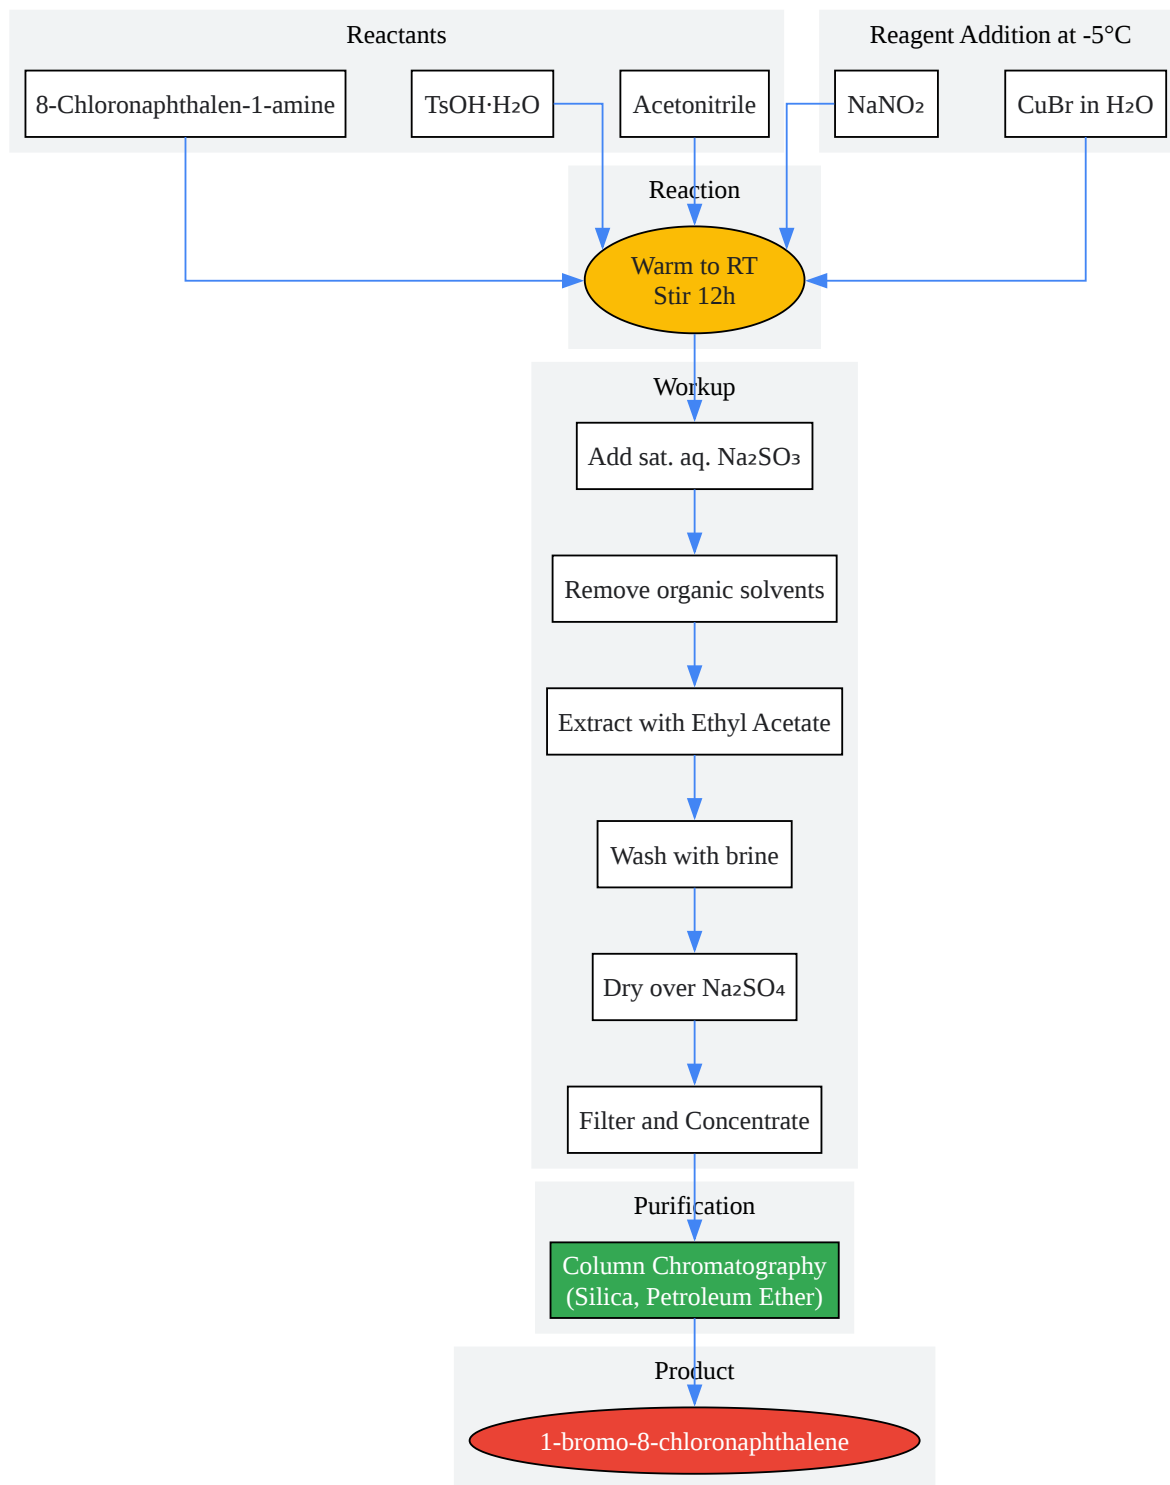 Reactants
Reagent Addition at -5°C
8-Chloronaphthalen-1-amine
TsOH·H₂O
Acetonitrile
NaNO₂
CuBr in H₂O
Reaction
Warm to RT
Stir 12h
Workup
Add sat. aq. Na₂SO₃
Remove organic solvents
Extract with Ethyl Acetate
Wash with brine
Dry over Na₂SO₄
Filter and Concentrate
Purification
Column Chromatography
(Silica, Petroleum Ether)
Product
1-bromo-8-chloronaphthalene